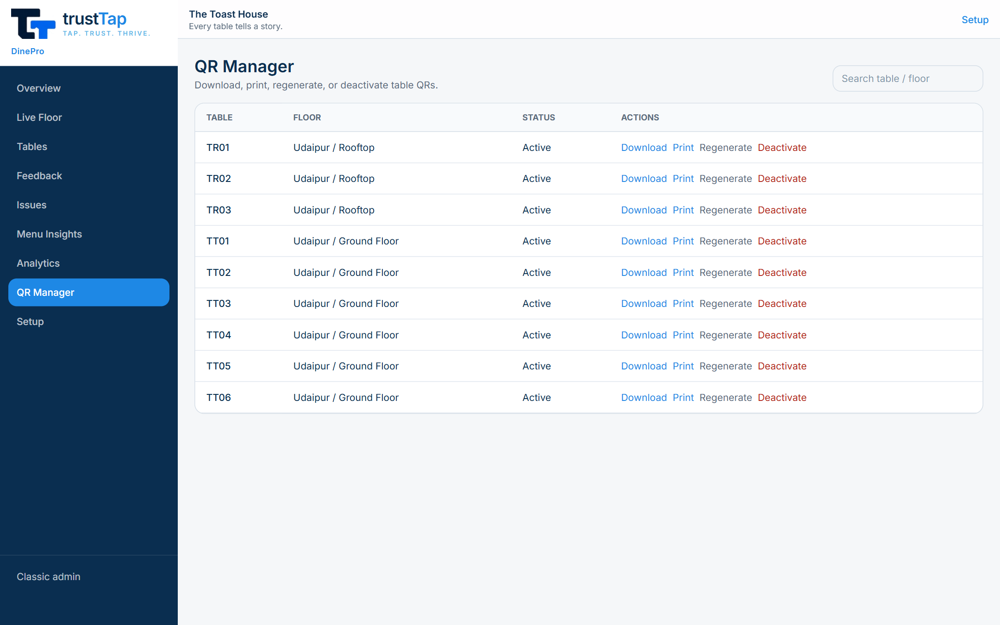 trustTap
TAP. TRUST. THRIVE.
DinePro
Overview
Live Floor
Tables
Feedback
Issues
Menu Insights
Analytics
QR Manager
Setup
Classic admin
The Toast House
Every table tells a story.
Setup
QR Manager
Download, print, regenerate, or deactivate table QRs.
Search table / floor
TABLE FLOOR STATUS ACTIONS
TR01 Udaipur / Rooftop Active Download Print Regenerate Deactivate
TR02 Udaipur / Rooftop Active Download Print Regenerate Deactivate
TR03 Udaipur / Rooftop Active Download Print Regenerate Deactivate
TT01 Udaipur / Ground Floor Active Download Print Regenerate Deactivate
TT02 Udaipur / Ground Floor Active Download Print Regenerate Deactivate
TT03 Udaipur / Ground Floor Active Download Print Regenerate Deactivate
TT04 Udaipur / Ground Floor Active Download Print Regenerate Deactivate
TT05 Udaipur / Ground Floor Active Download Print Regenerate Deactivate
TT06 Udaipur / Ground Floor Active Download Print Regenerate Deactivate